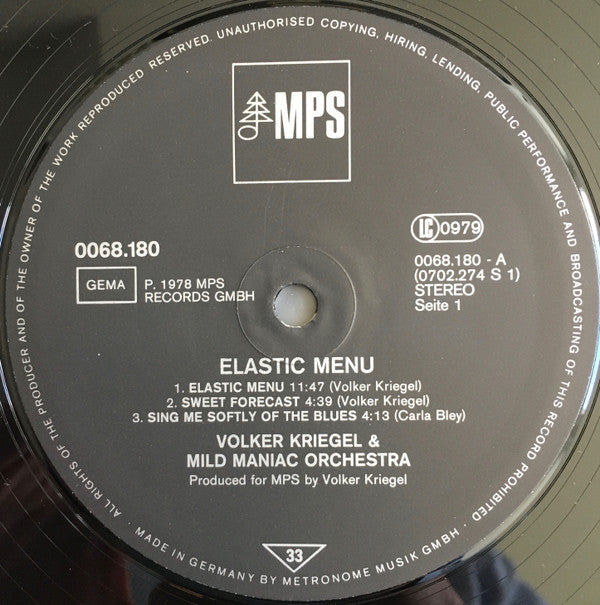 ALL RIGHTS OF THE PRODUCER AND OF THE OWNER OF THE WORK REPRODUCED RESERVED. UNAUTHORISED COPYING, HIRING, LENDING, PUBLIC PERFORMANCE AND BROADCASTING OF THIS RECORD PROHIBITED
MPS
LC 0979
0068.180
GEMA
P. 1978 MPS
RECORDS GMBH
0068.180 - A
(0702.274 S 1)
STEREO
Seite 1
ELASTIC MENU
1. ELASTIC MENU 11:47 (Volker Kriegel)
2. SWEET FORECAST 4:39 (Volker Kriegel)
3. SING ME SOFTLY OF THE BLUES 4:13 (Carla Bley)
VOLKER KRIEGEL &
MILD MANIAC ORCHESTRA
Produced for MPS by Volker Kriegel
33
· MADE IN GERMANY BY METRONOME MUSIK GMBH ·